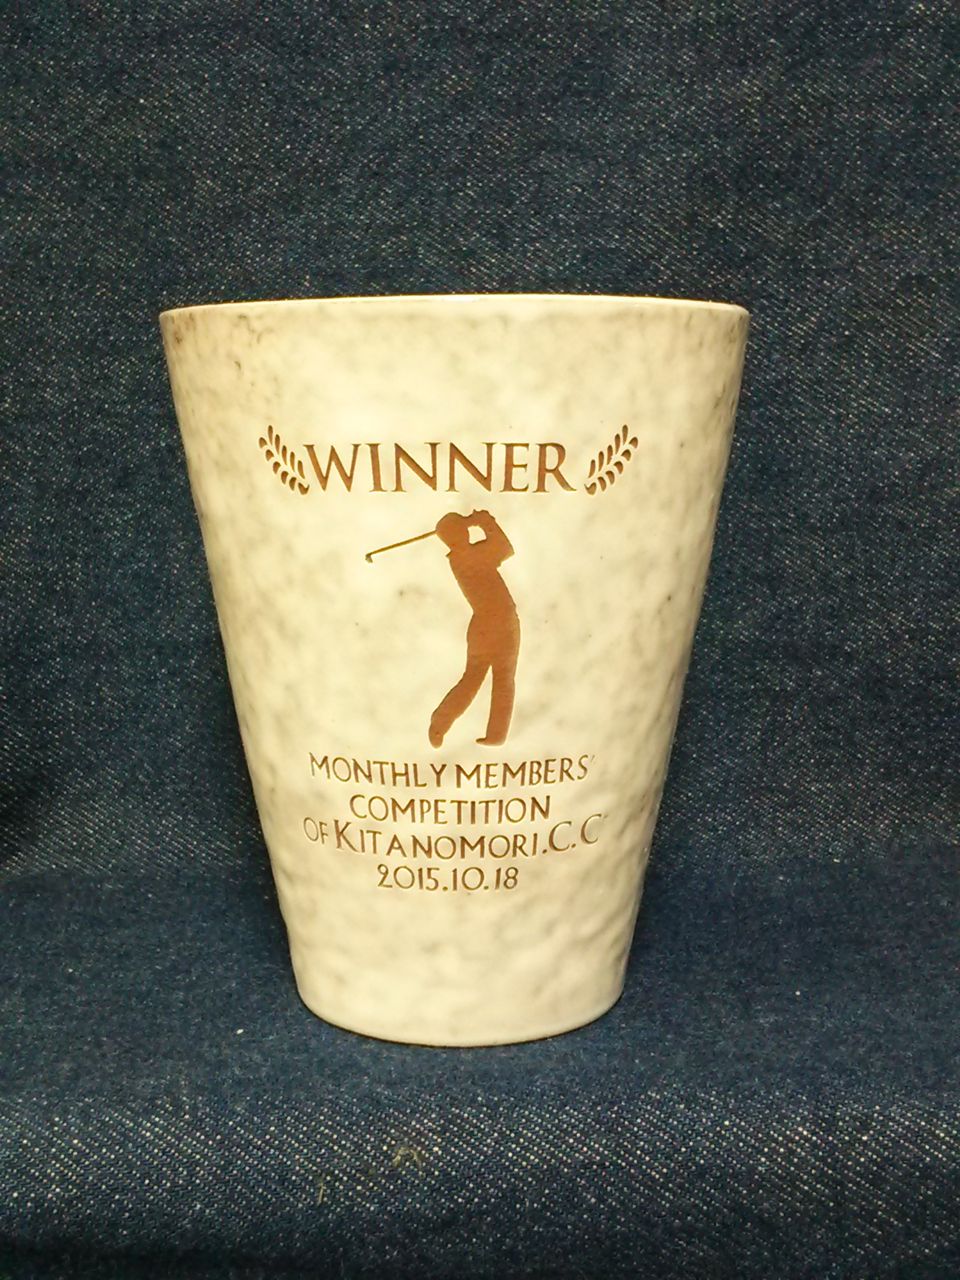 WINNER
MONTHLY MEMBERS'
COMPETITION
OF KITANOMORI.C.C
2015.10.18